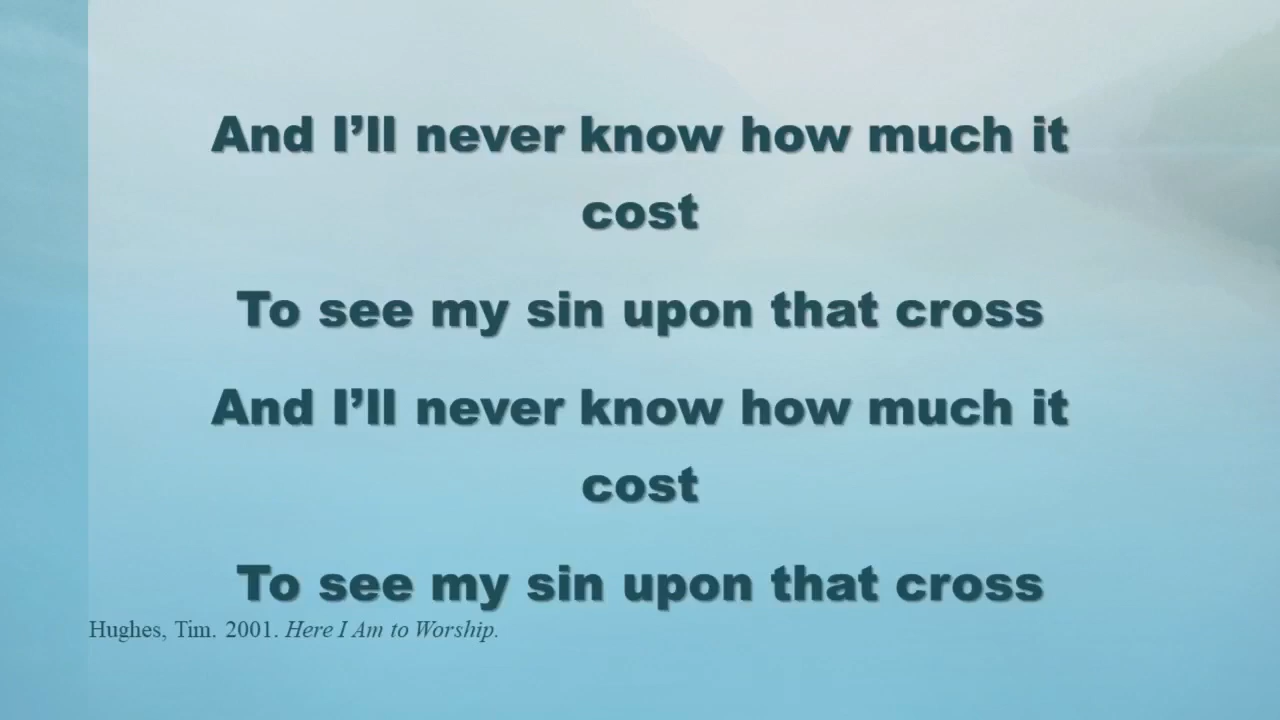 And I’ll never know how much it
cost
To see my sin upon that cross
And I’ll never know how much it
cost
To see my sin upon that cross
Hughes, Tim. 2001. Here I Am to Worship.